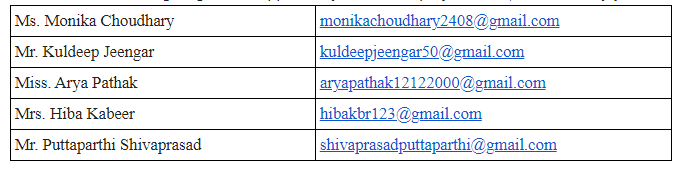 Ms. Monika Choudhary monikachoudhary2408@gmail.com
Mr. Kuldeep Jeengar kuldeepjeengar50@gmail.com
Miss. Arya Pathak aryapathak12122000@gmail.com
Mrs. Hiba Kabeer hibakbr123@gmail.com
Mr. Puttaparthi Shivaprasad shivaprasadputtaparthi@gmail.com